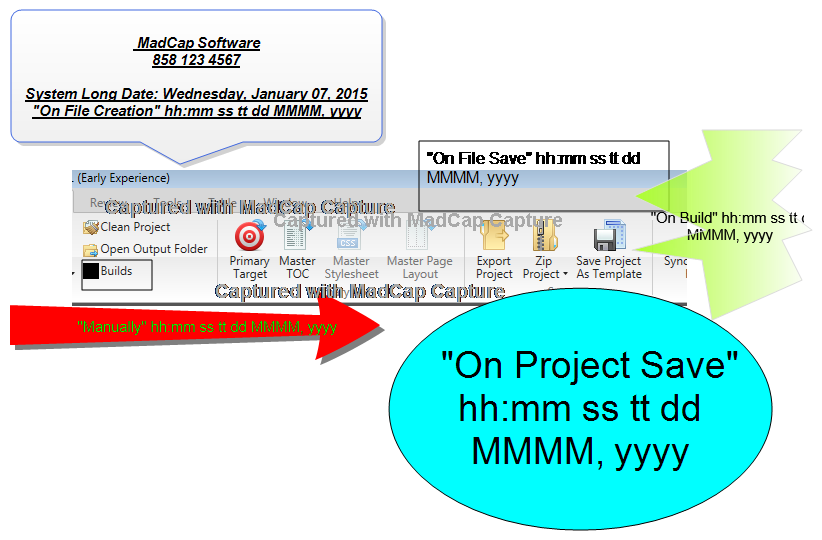 MadCap Software
858 123 4567
System Long Date: Wednesday, January 07, 2015
"On File Creation" hh:mm ss tt dd MMMM, yyyy
"On File Save" hh:mm ss tt dd
MMMM, yyyy
(Early Experience)
Captured with MadCap Capture
Captured with MadCap Capture
"On Build" hh:mm ss tt
MMMM, yyyy
Clean Project
Open Output Folder
Builds
Primary
Target
Master
TOC
Master
Stylesheet
Master Page
Layout
Export
Project
Zip
Project
Save Project
As Template
Captured with MadCap Capture
"Manually" hh:mm ss tt dd MMMM, yyyy
"On Project Save"
hh:mm ss tt dd
MMMM, yyyy